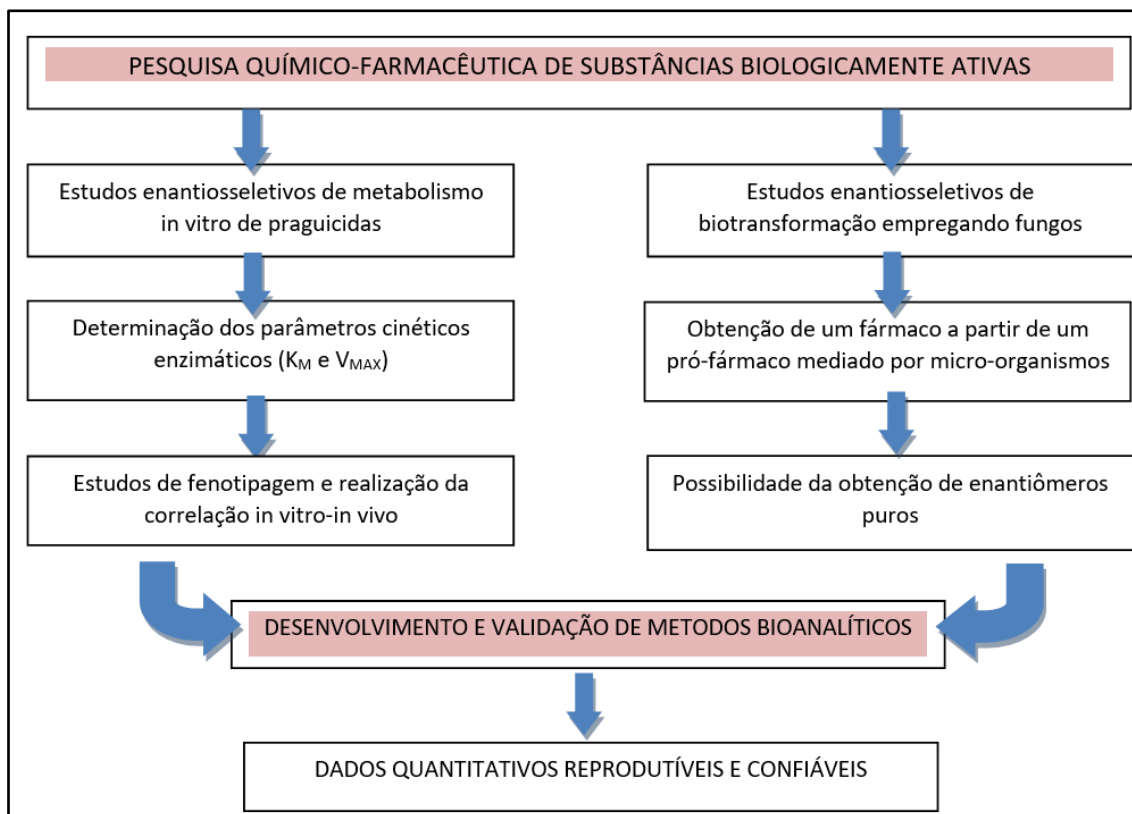 PESQUISA QUÍMICO-FARMACÊUTICA DE SUBSTÂNCIAS BIOLOGICAMENTE ATIVAS
Estudos enantiosseletivos de metabolismo
in vitro de praguicidas
Determinação dos parâmetros cinéticos
enzimáticos (KM e VMAX)
Estudos de fenotipagem e realização da
correlação in vitro-in vivo
Estudos enantiosseletivos de
biotransformação empregando fungos
Obtenção de um fármaco a partir de um
pró-fármaco mediado por micro-organismos
Possibilidade da obtenção de enantiômeros
puros
DESENVOLVIMENTO E VALIDAÇÃO DE METODOS BIOANALÍTICOS
DADOS QUANTITATIVOS REPRODUTÍVEIS E CONFIÁVEIS